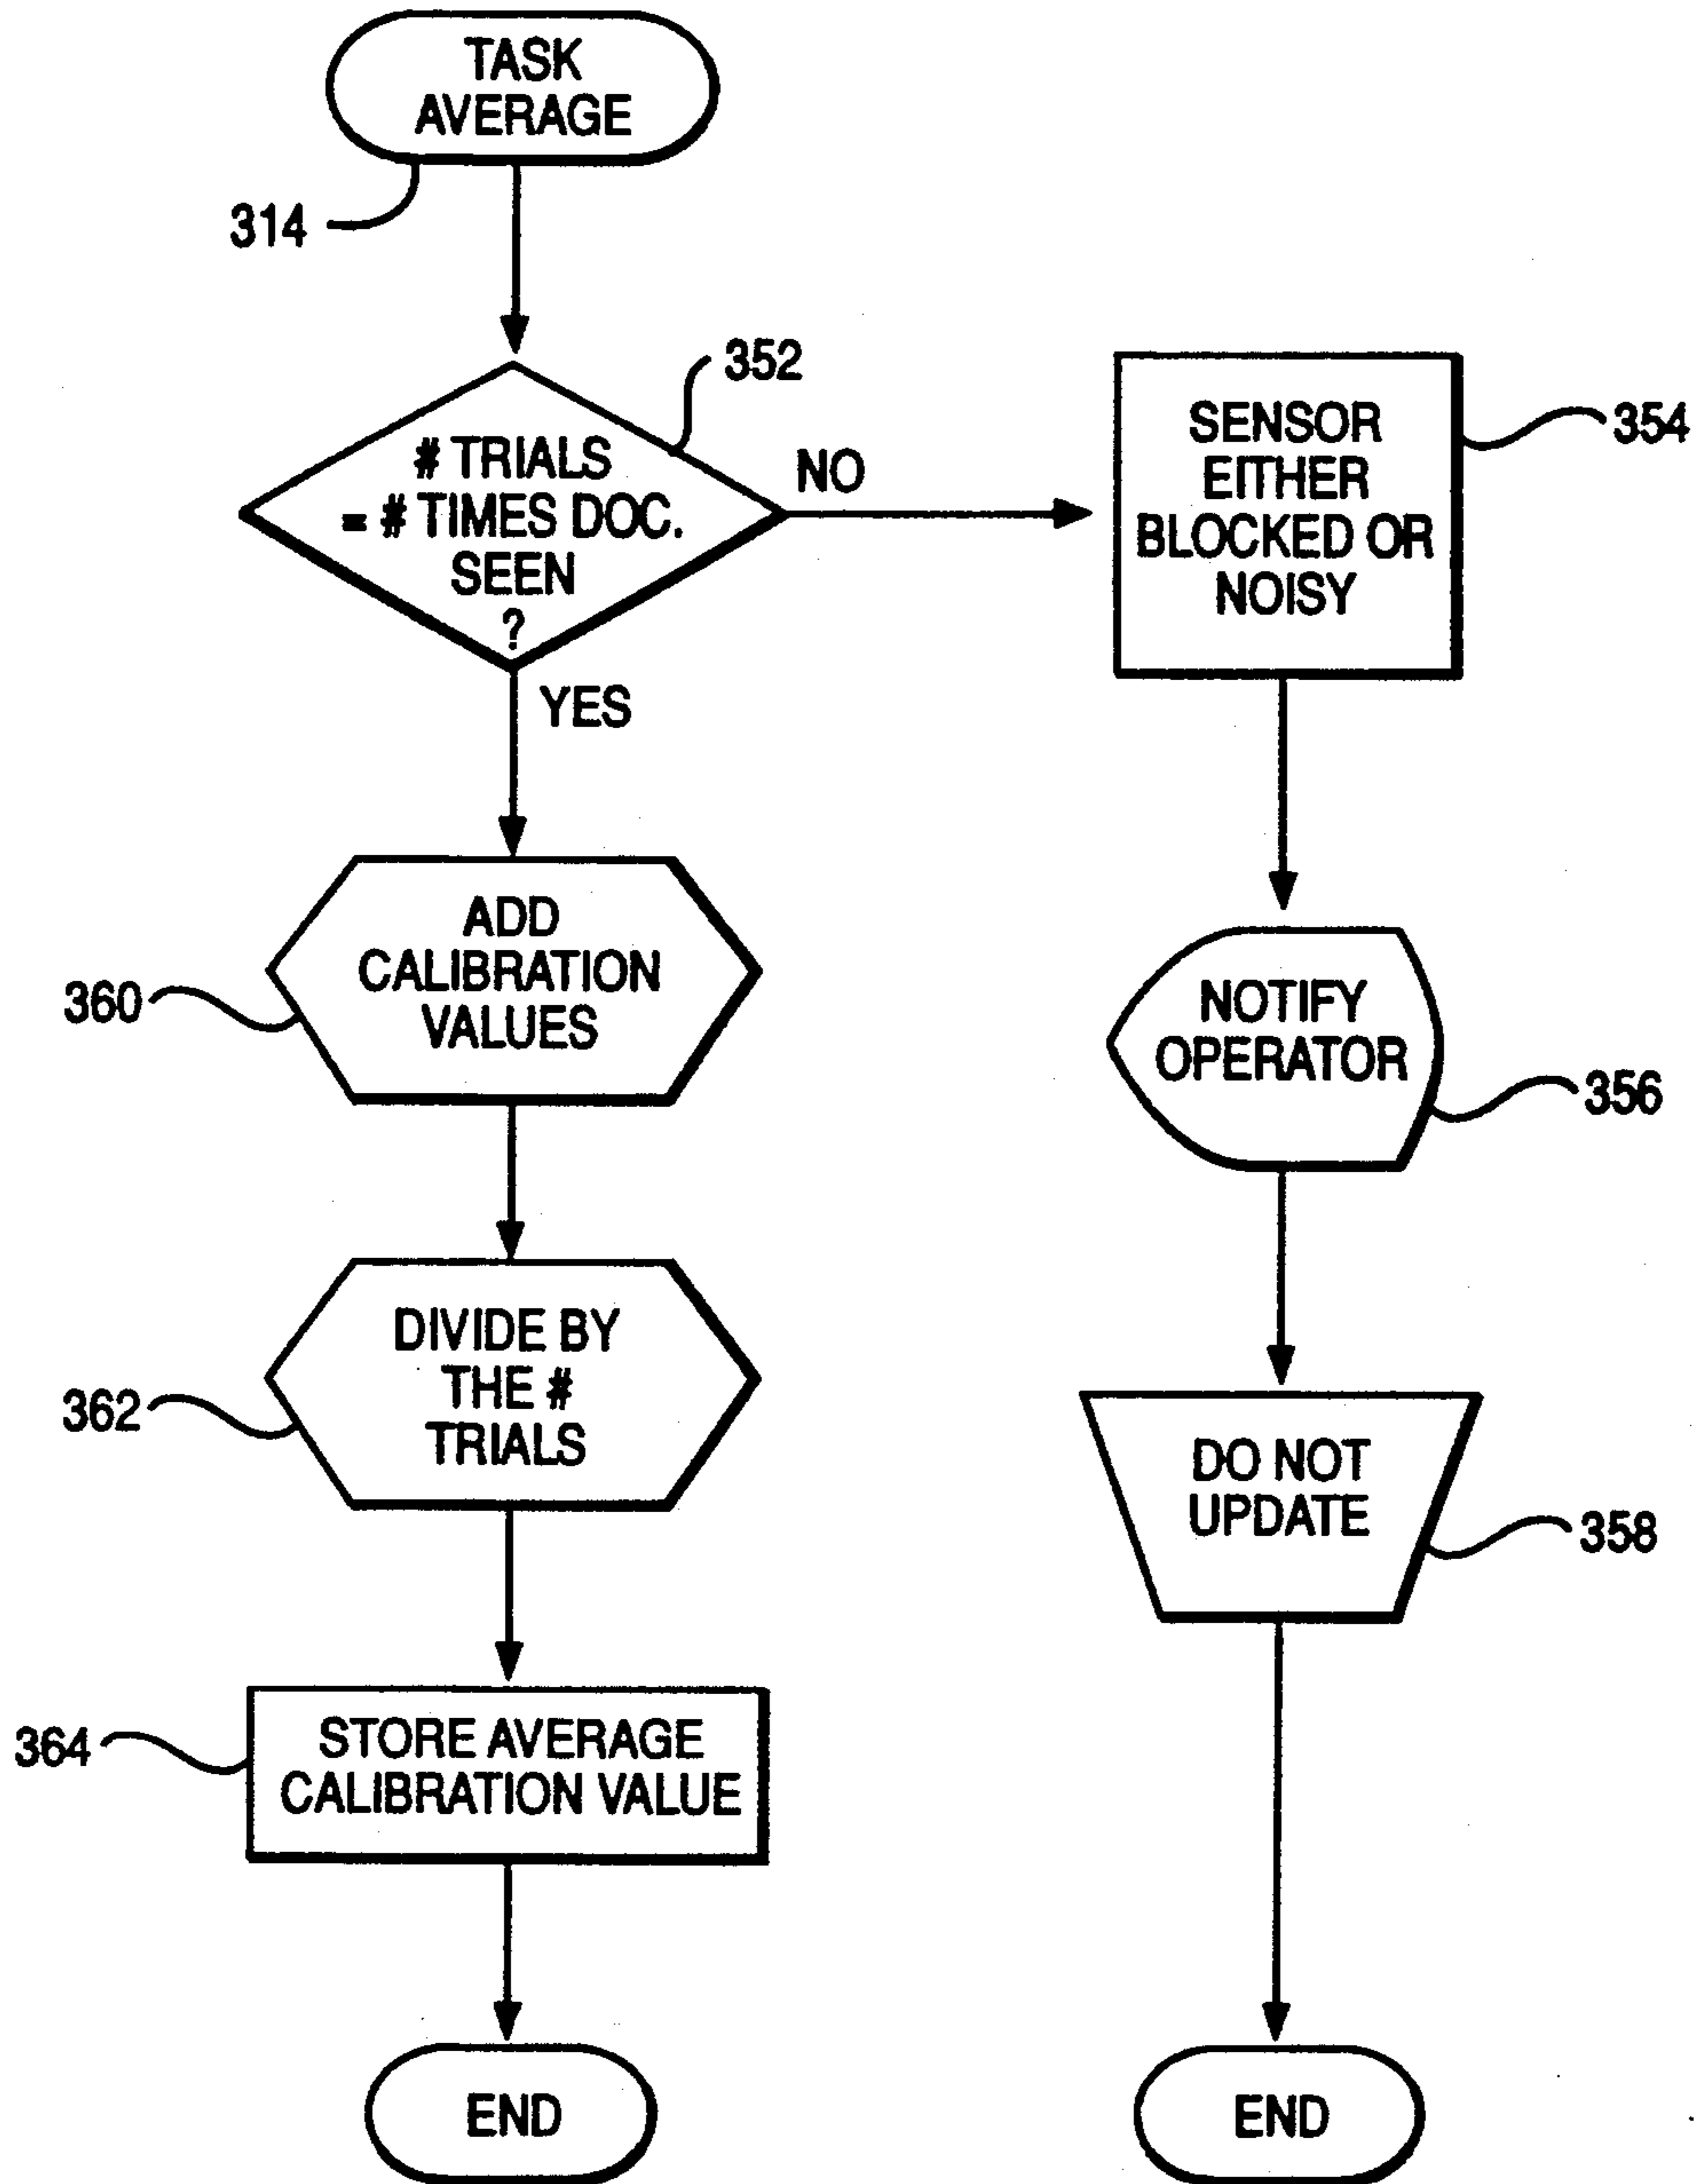 TASK
AVERAGE
314
352
# TRIALS
= # TIMES DOC.
SEEN
?
NO
YES
SENSOR
EITHER
BLOCKED OR
NOISY
354
ADD
CALIBRATION
VALUES
360
NOTIFY
OPERATOR
356
DIVIDE BY
THE #
TRIALS
362
DO NOT
UPDATE
358
STORE AVERAGE
CALIBRATION VALUE
364
END
END